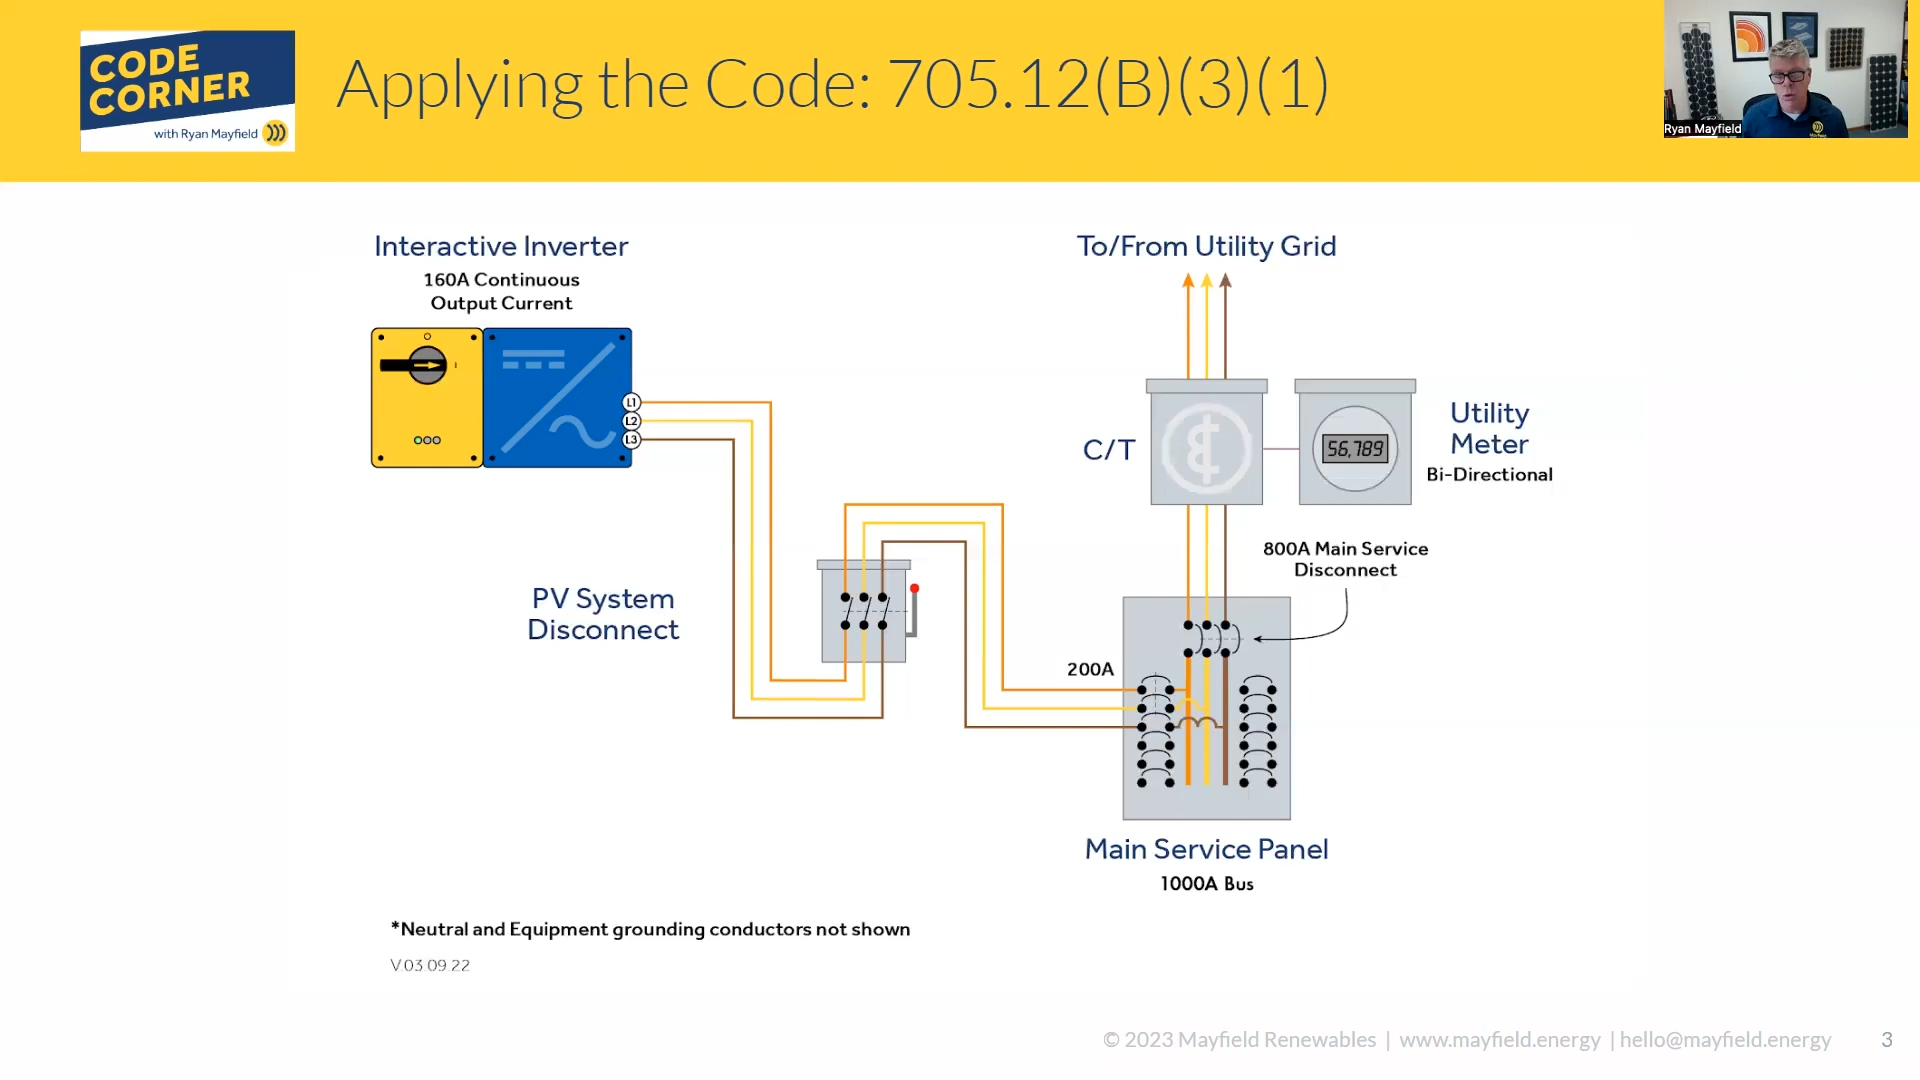 CODE
CORNER
with Ryan Mayfield
Applying the Code: 705.12(B)(3)(1)
Ryan Mayfield
Interactive Inverter
160A Continuous
Output Current
L1
L2
L3
To/From Utility Grid
C/T
56,789
Utility
Meter
Bi-Directional
800A Main Service
Disconnect
PV System
Disconnect
200A
Main Service Panel
1000A Bus
*Neutral and Equipment grounding conductors not shown
V.03.09.22
© 2023 Mayfield Renewables | www.mayfield.energy | hello@mayfield.energy 3